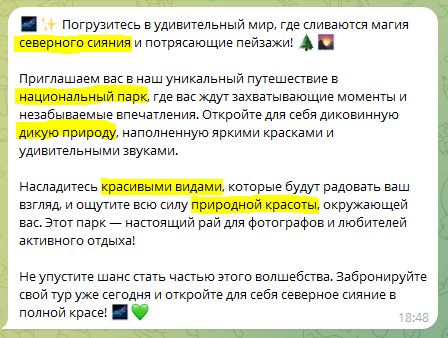 🌌✨ Погрузитесь в удивительный мир, где сливаются магия
северного сияния и потрясающие пейзажи! 🌲🌄
Приглашаем вас в наш уникальный путешествие в
национальный парк, где вас ждут захватывающие моменты и
незабываемые впечатления. Откройте для себя диковинную
дикую природу, наполненную яркими красками и
удивительными звуками.
Насладитесь красивыми видами, которые будут радовать ваш
взгляд, и ощутите всю силу природной красоты, окружающей
вас. Этот парк — настоящий рай для фотографов и любителей
активного отдыха!
Не упустите шанс стать частью этого волшебства. Забронируйте
свой тур уже сегодня и откройте для себя северное сияние в
полной красе! 🌌💚
18:48